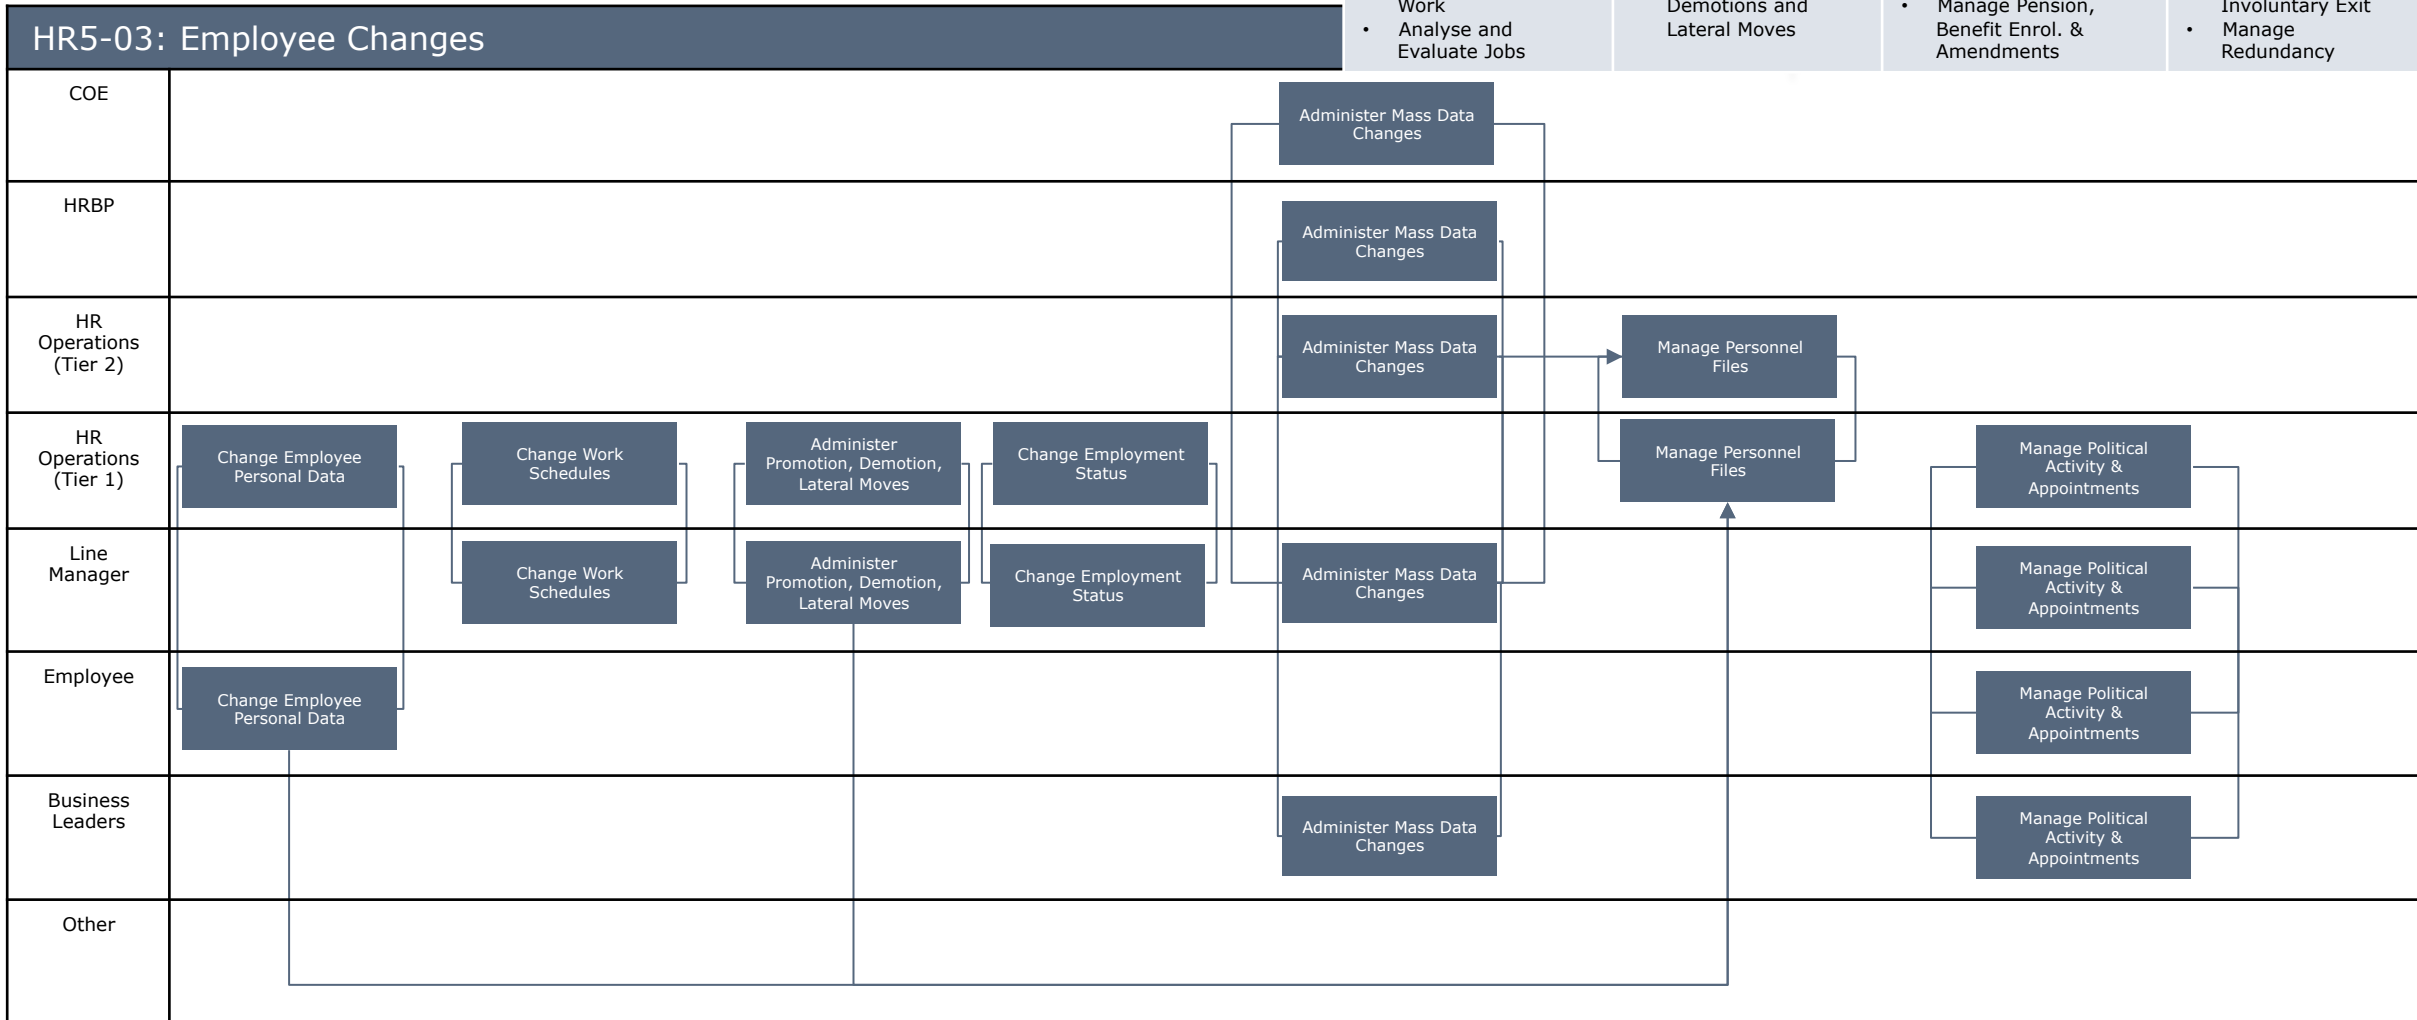 Work
• Analyse and
Evaluate Jobs
Demotions and
Lateral Moves
• Manage Pension,
Benefit Enrol. &
Amendments
Involuntary Exit
• Manage
Redundancy
HR5-03: Employee Changes
COE
Administer Mass Data
Changes
HRBP
Administer Mass Data
Changes
HR
Operations
(Tier 2)
Administer Mass Data
Changes
Manage Personnel
Files
HR
Operations
(Tier 1)
Change Employee
Personal Data
Change Work
Schedules
Administer
Promotion, Demotion,
Lateral Moves
Change Employment
Status
Manage Personnel
Files
Manage Political
Activity &
Appointments
Line
Manager
Change Work
Schedules
Administer
Promotion, Demotion,
Lateral Moves
Change Employment
Status
Administer Mass Data
Changes
Manage Political
Activity &
Appointments
Employee
Change Employee
Personal Data
Manage Political
Activity &
Appointments
Business
Leaders
Administer Mass Data
Changes
Manage Political
Activity &
Appointments
Other